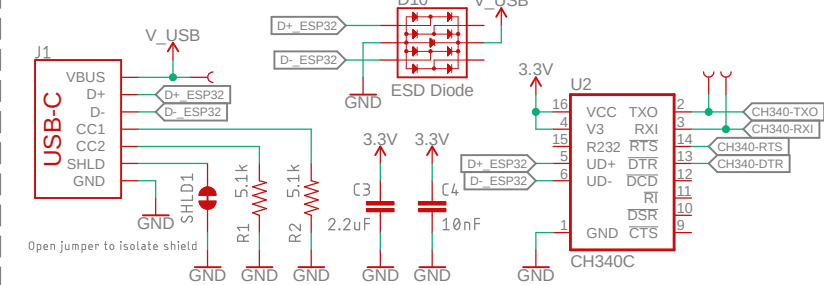 D10
V_USB
D+_ESP32
D-_ESP32
GND
ESD Diode
J1
V_USB
USB-C
VBUS
D+
D-
CC1
CC2
SHLD
GND
D+_ESP32
D-_ESP32
GND
SHLD1
5.1k
R1
5.1k
R2
Open jumper to isolate shield
GND
GND
GND
3.3V
C3
2.2uF
GND
3.3V
C4
10nF
GND
3.3V
U2
16 VCC TXO 2
4 V3 RXI 3
15 R232 RTS 14
5 UD+ DTR 13
6 UD- DCD 12
RI 11
DSR 10
1 GND CTS 9
CH340C
D+_ESP32
D-_ESP32
GND
CH340-TXO
CH340-RXI
CH340-RTS
CH340-DTR